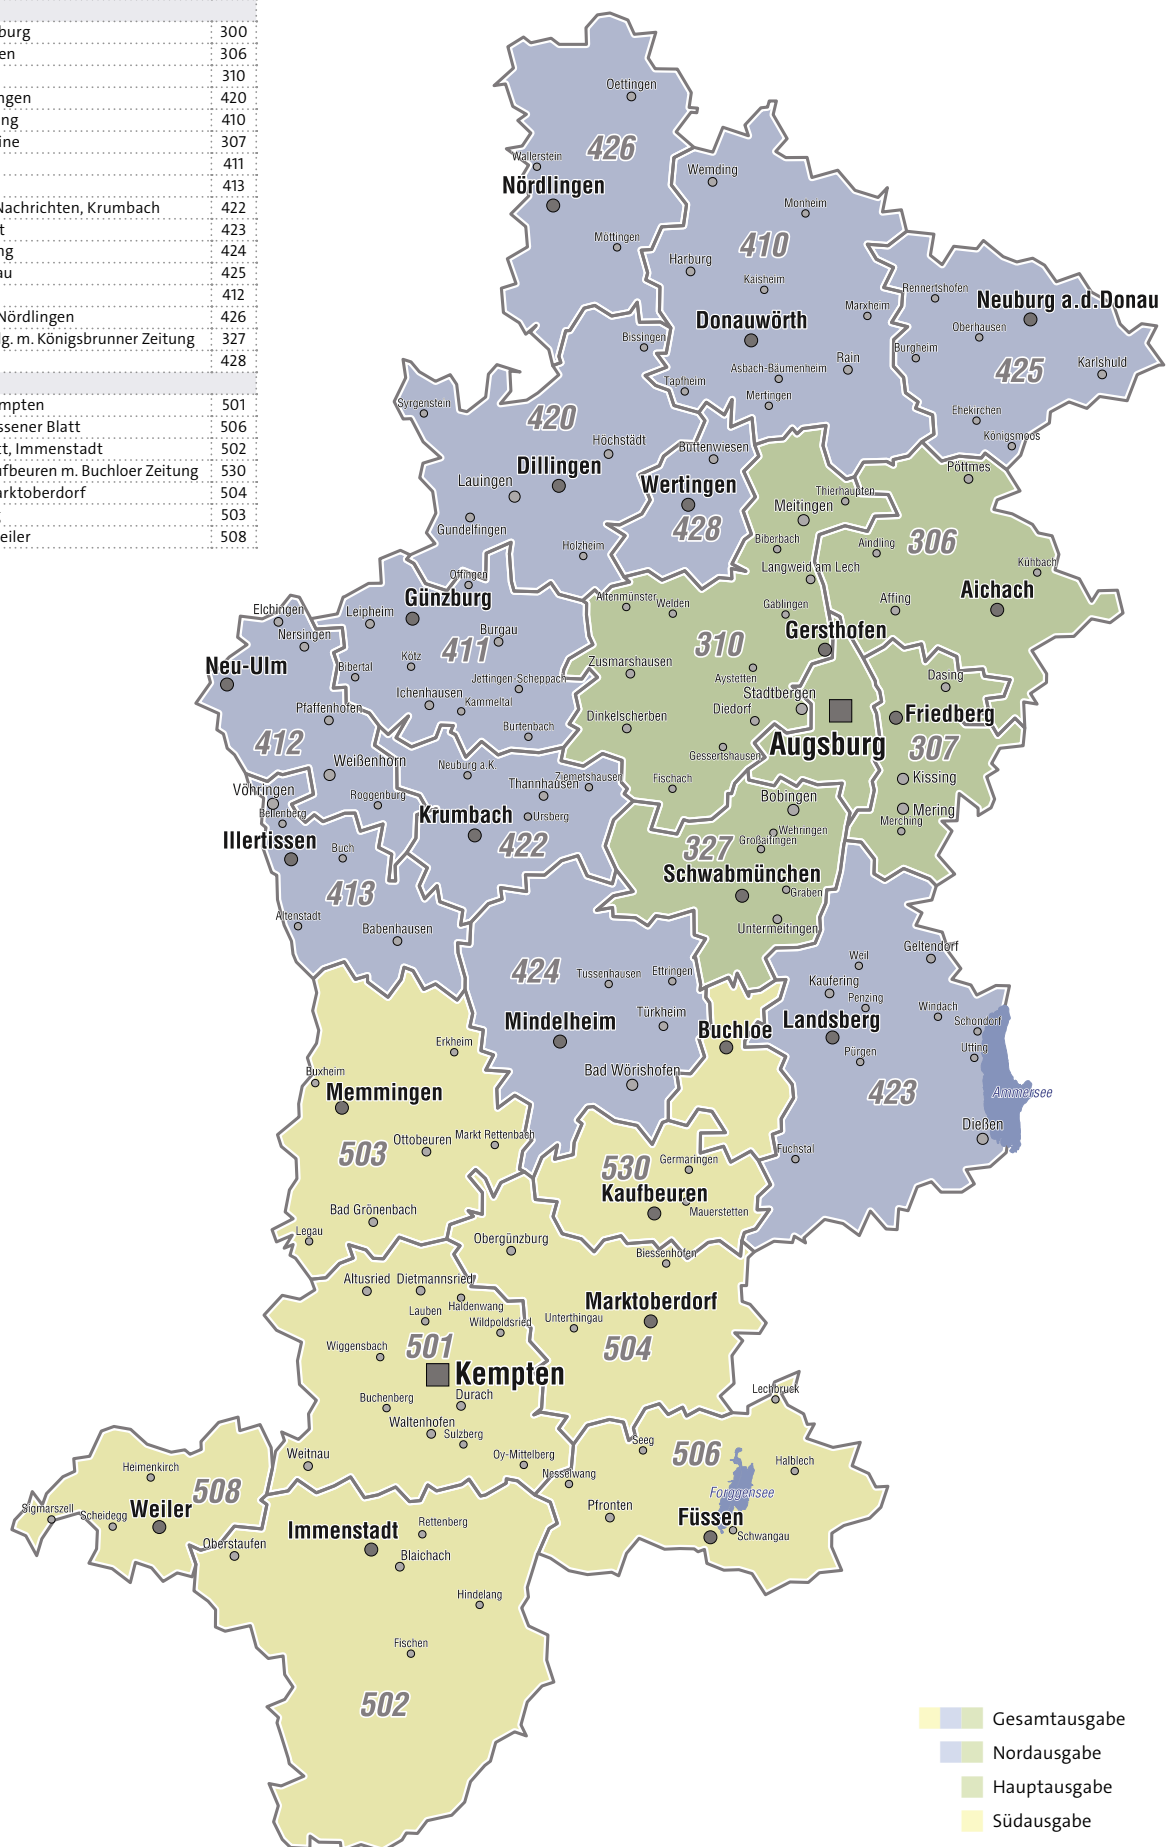 burg 300
en 306
310
ngen 420
ng 410
ine 307
411
413
Nachrichten, Krumbach 422
t 423
ng 424
au 425
412
Nördlingen 426
lg. m. Königsbrunner Zeitung 327
428
mpten 501
ssener Blatt 506
tt, Immenstadt 502
ufbeuren m. Buchloer Zeitung 530
arktoberdorf 504
503
eiler 508
Oettingen
426
Wallerstein
Nördlingen
Möttingen
Wemding
Monheim
410
Harburg
Kaisheim
Marxheim
Donauwörth
Asbach-Bäumenheim
Rain
Tapfheim
Mertingen
Rennertshofen
Neuburg a.d.Donau
Oberhausen
Burgheim
425
Karlshuld
Ehekirchen
Königsmoos
Bissingen
Syrgenstein
420
Höchstädt
Dillingen
Lauingen
Gundelfingen
Holzheim
Buttenwiesen
Wertingen
428
Pöttmes
Thierhaupten
Meitingen
Biberbach
Langweid am Lech
Aindling
306
Kühbach
Aichach
Affing
Altenmünster
Welden
Gablingen
310
Gersthofen
Zusmarshausen
Aystetten
Stadtbergen
Diedorf
Dinkelscherben
Gessertshausen
Augsburg
Fischach
Dasing
Friedberg
307
Kissing
Mering
Merching
Offingen
Günzburg
Leipheim
Burgau
411
Kötz
Bibertal
Jettingen-Scheppach
Ichenhausen
Kammeltal
Burtenbach
Elchingen
Nersingen
Neu-Ulm
Pfaffenhofen
412
Weißenhorn
Vöhringen
Roggenburg
Bellenberg
Illertissen
Buch
413
Altenstadt
Babenhausen
Neuburg a.K.
Thannhausen
Ziemetshausen
Krumbach
Ursberg
422
Bobingen
Wehringen
Großaitingen
327
Schwabmünchen
Graben
Untermeitingen
424
Tussenhausen
Ettringen
Mindelheim
Türkheim
Bad Wörishofen
Buchloe
Geltendorf
Weil
Kaufering
Penzing
Windach
Landsberg
Schondorf
Pürgen
Utting
423
Ammersee
Dießen
Fuchstal
Erkheim
Buxheim
Memmingen
Ottobeuren
Markt Rettenbach
503
Bad Grönenbach
Legau
530
Germaringen
Kaufbeuren
Mauerstetten
Obergünzburg
Biessenhofen
Marktoberdorf
Unterthingau
504
Altusried
Dietmannsried
Haldenwang
Lauben
Wildpoldsried
Wiggensbach
501
Kempten
Buchenberg
Durach
Waltenhofen
Sulzberg
Weitnau
Oy-Mittelberg
Lechbruck
Seeg
506
Halblech
Nesselwang
Forggensee
Pfronten
Füssen
Schwangau
Heimenkirch
508
Sigmarszell
Scheidegg
Weiler
Oberstaufen
Immenstadt
Rettenberg
Blaichach
Hindelang
Fischen
502
Gesamtausgabe
Nordausgabe
Hauptausgabe
Südausgabe